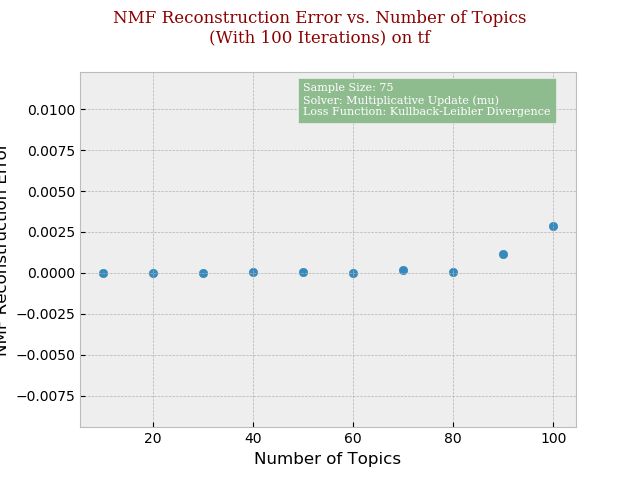 NMF Reconstruction Error vs. Number of Topics
(With 100 Iterations) on tf
Sample Size: 75
Solver: Multiplicative Update (mu)
Loss Function: Kullback-Leibler Divergence
0.0100
0.0075
0.0050
0.0025
0.0000
−0.0025
−0.0050
−0.0075
NMF Reconstruction Error
20 40 60 80 100
Number of Topics